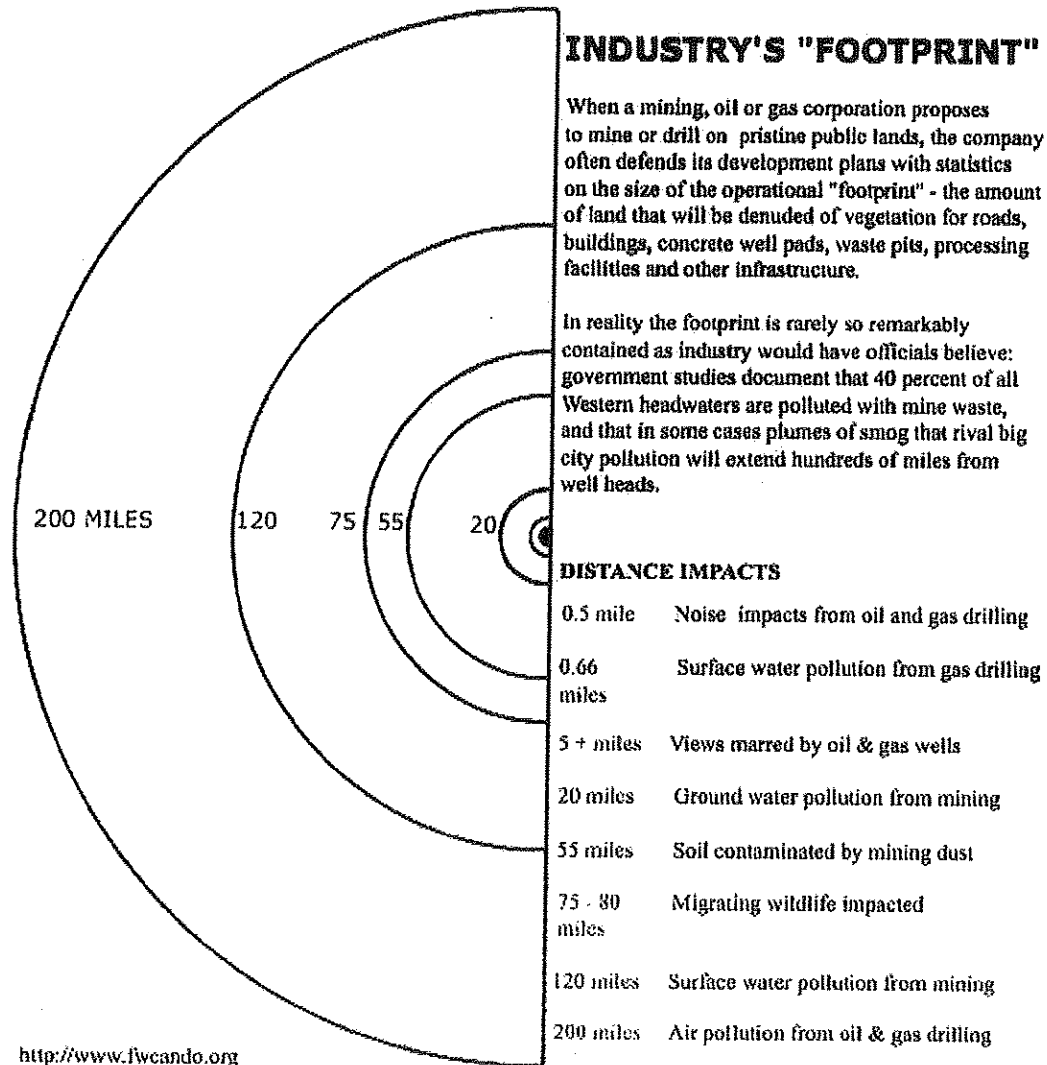 INDUSTRY'S "FOOTPRINT"
When a mining, oil or gas corporation proposes
to mine or drill on pristine public lands, the company
often defends its development plans with statistics
on the size of the operational "footprint" - the amount
of land that will be denuded of vegetation for roads,
buildings, concrete well pads, waste pits, processing
facilities and other infrastructure.
In reality the footprint is rarely so remarkably
contained as industry would have officials believe:
government studies document that 40 percent of all
Western headwaters are polluted with mine waste,
and that in some cases plumes of smog that rival big
city pollution will extend hundreds of miles from
well heads.
200 MILES 120 75 55 20
DISTANCE IMPACTS
0.5 mile Noise impacts from oil and gas drilling
0.66 Surface water pollution from gas drilling
miles
5 + miles Views marred by oil & gas wells
20 miles Ground water pollution from mining
55 miles Soil contaminated by mining dust
75 - 80 Migrating wildlife impacted
miles
120 miles Surface water pollution from mining
200 miles Air pollution from oil & gas drilling
http://www.fwcando.org